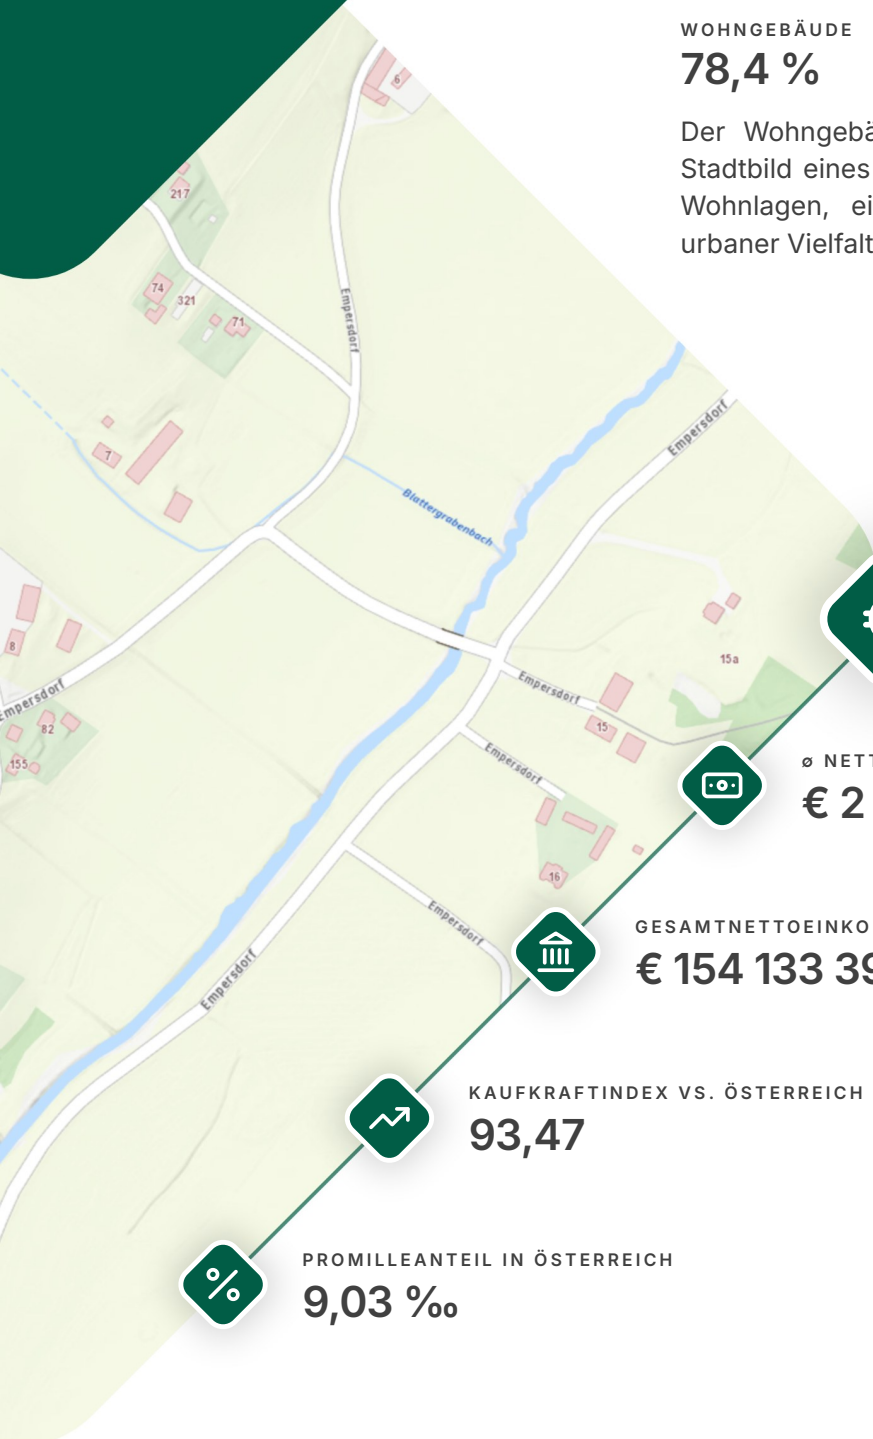 WOHNGEBÄUDE
78,4 %
Der Wohngebä
Stadtbild eines
Wohnlagen, ei
urbaner Vielfalt
6
217
74
321
71
Empersdorf
Empersdorf
7
Blattergrabenbach
8
15a
Empersdorf
Empersdorf
82
15
155
Empersdorf
ø NETT
€ 2
16
Empersdorf
GESAMTNETTOEINKO
€ 154 133 39
Empersdorf
KAUFKRAFTINDEX VS. ÖSTERREICH
93,47
PROMILLEANTEIL IN ÖSTERREICH
9,03 ‰